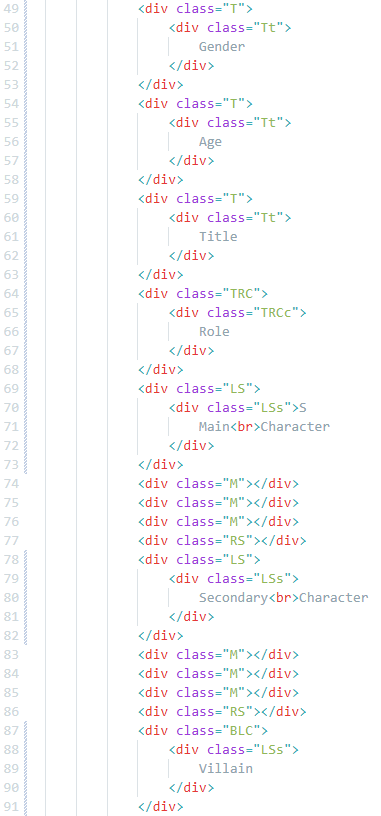 49 <div class="T">
50 <div class="Tt">
51 Gender
52 </div>
53 </div>
54 <div class="T">
55 <div class="Tt">
56 Age
57 </div>
58 </div>
59 <div class="T">
60 <div class="Tt">
61 Title
62 </div>
63 </div>
64 <div class="TRC">
65 <div class="TRCc">
66 Role
67 </div>
68 </div>
69 <div class="LS">
70 <div class="LSs">S
71 Main<br>Character
72 </div>
73 </div>
74 <div class="M"></div>
75 <div class="M"></div>
76 <div class="M"></div>
77 <div class="RS"></div>
78 <div class="LS">
79 <div class="LSs">
80 Secondary<br>Character
81 </div>
82 </div>
83 <div class="M"></div>
84 <div class="M"></div>
85 <div class="M"></div>
86 <div class="RS"></div>
87 <div class="BLC">
88 <div class="LSs">
89 Villain
90 </div>
91 </div>